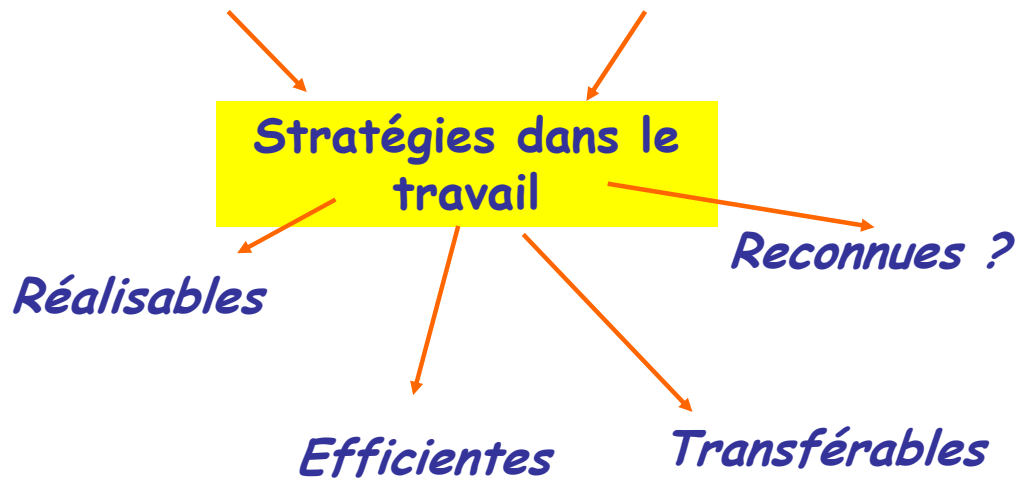 Stratégies dans le
travail
Reconnues ?
Réalisables
Efficientes
Transférables